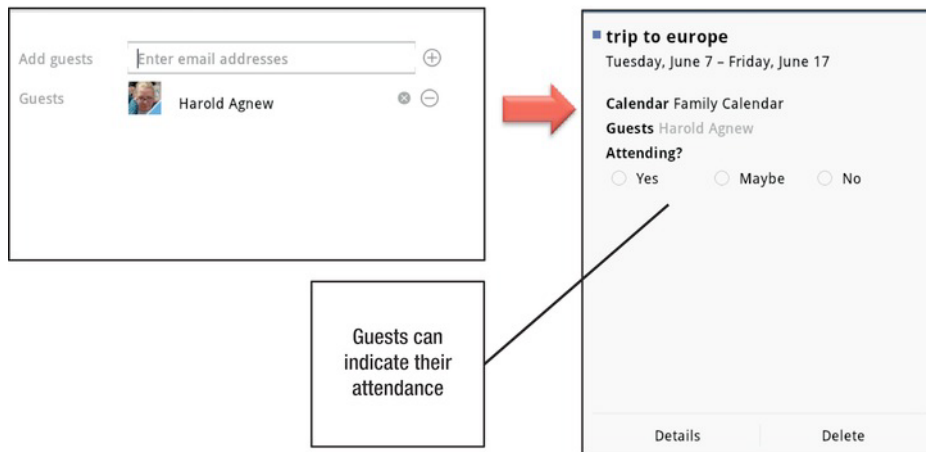 Add guests
Enter email addresses
Guests
Harold Agnew
trip to europe
Tuesday, June 7 – Friday, June 17
Calendar Family Calendar
Guests Harold Agnew
Attending?
Yes Maybe No
Details Delete
Guests can
indicate their
attendance